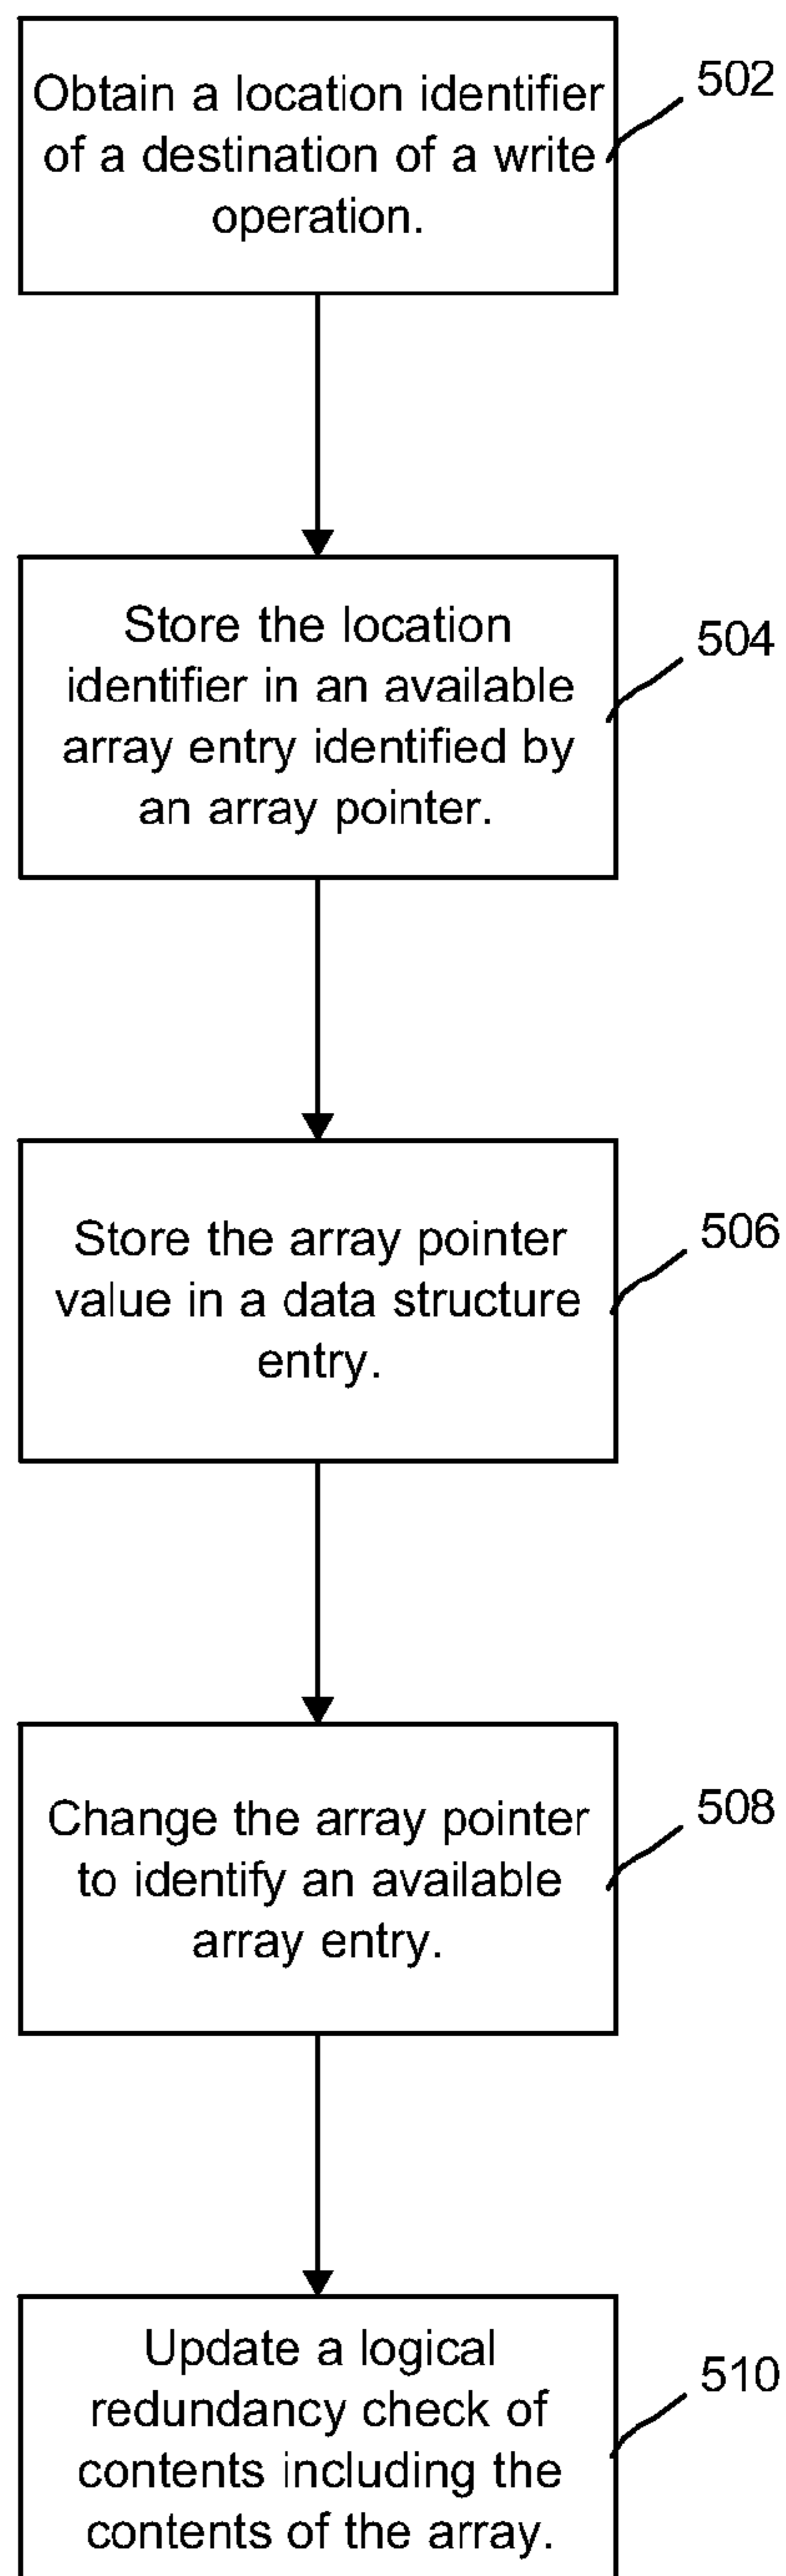 Obtain a location identifier
of a destination of a write
operation.
502
Store the location
identifier in an available
array entry identified by
an array pointer.
504
Store the array pointer
value in a data structure
entry.
506
Change the array pointer
to identify an available
array entry.
508
Update a logical
redundancy check of
contents including the
contents of the array.
510